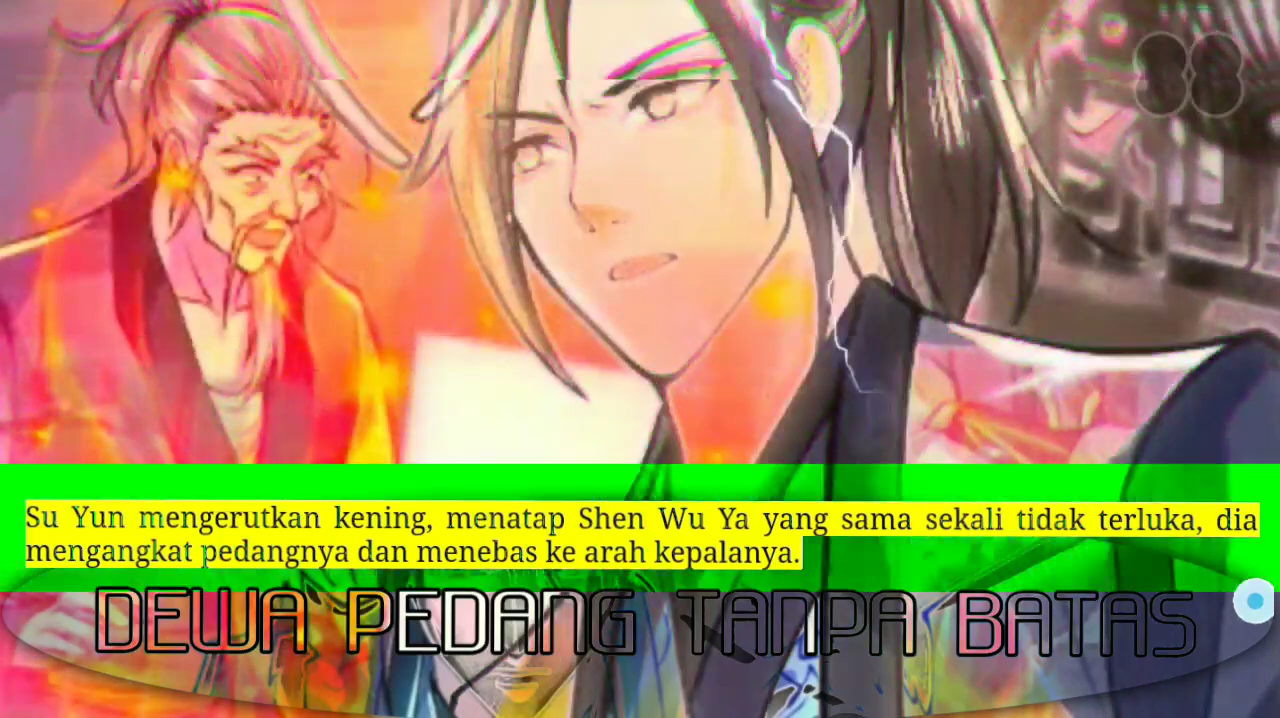 Su Yun mengerutkan kening, menatap Shen Wu Ya yang sama sekali tidak terluka, dia
mengangkat pedangnya dan menebas ke arah kepalanya.
DEWA PEDANG TANPA BATAS